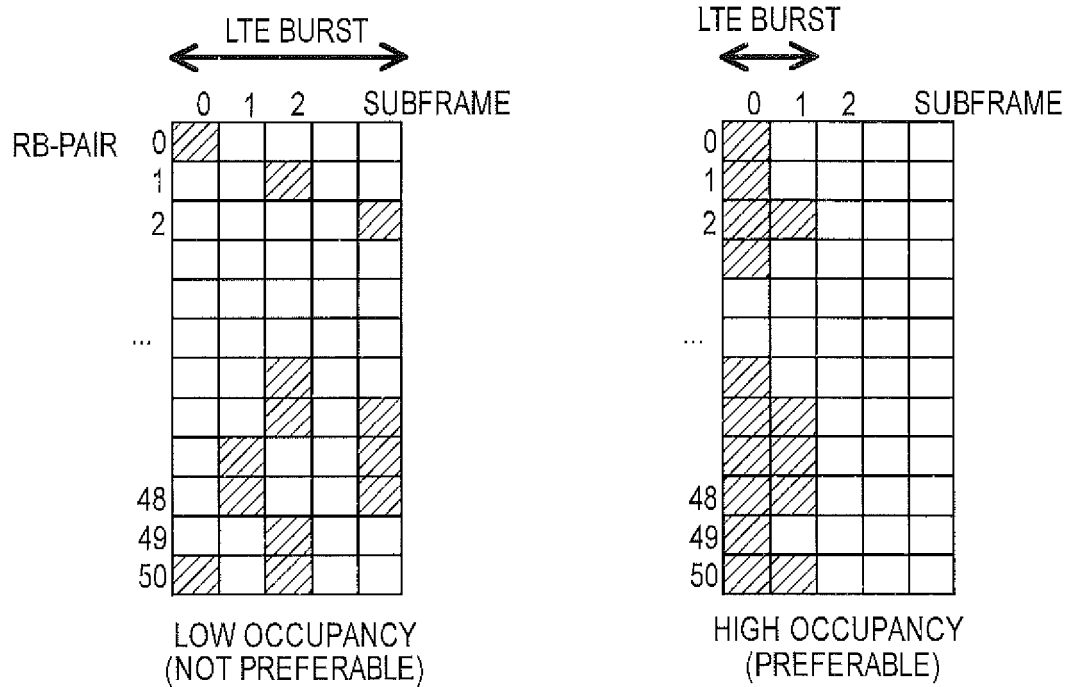 LTE BURST
0 1 2 SUBFRAME
RB-PAIR 0
1
2
...
48
49
50
LOW OCCUPANCY
(NOT PREFERABLE)
LTE BURST
0 1 2 SUBFRAME
0
1
2
...
48
49
50
HIGH OCCUPANCY
(PREFERABLE)